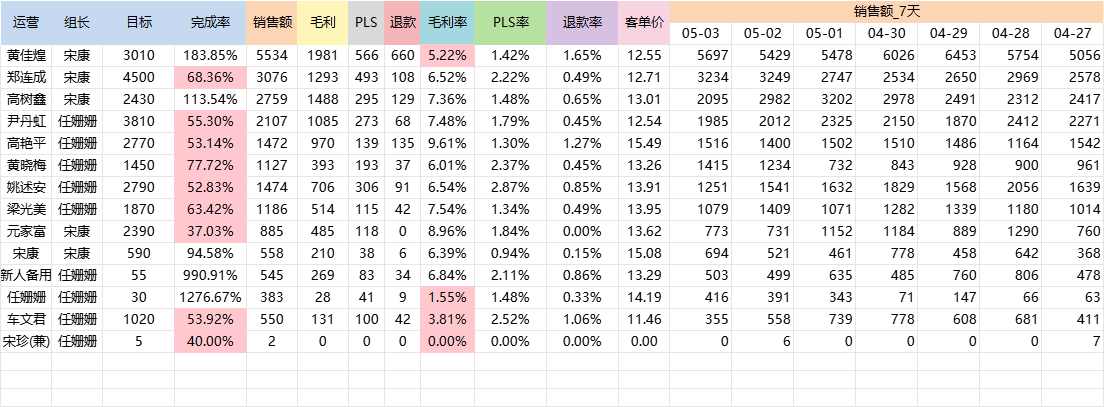 运营 组长 目标 完成率 销售额 毛利 PLS 退款 毛利率 PLS率 退款率 客单价 销售额_7天
05-03 05-02 05-01 04-30 04-29 04-28 04-27
黄佳煌 宋康 3010 183.85% 5534 1981 566 660 5.22% 1.42% 1.65% 12.55 5697 5429 5478 6026 6453 5754 5056
郑连成 宋康 4500 68.36% 3076 1293 493 108 6.52% 2.22% 0.49% 12.71 3234 3249 2747 2534 2650 2969 2578
高树鑫 宋康 2430 113.54% 2759 1488 295 129 7.36% 1.48% 0.65% 13.01 2095 2982 3202 2978 2491 2312 2417
尹丹虹 任姗姗 3810 55.30% 2107 1085 273 68 7.48% 1.79% 0.45% 12.54 1985 2012 2325 2150 1870 2412 2271
高艳平 任姗姗 2770 53.14% 1472 970 139 135 9.61% 1.30% 1.27% 15.49 1516 1400 1502 1510 1486 1164 1542
黄晓梅 任姗姗 1450 77.72% 1127 393 193 37 6.01% 2.37% 0.45% 13.26 1415 1234 732 843 928 900 961
姚述安 任姗姗 2790 52.83% 1474 706 306 91 6.54% 2.87% 0.85% 13.91 1251 1541 1632 1829 1568 2056 1639
梁光美 任姗姗 1870 63.42% 1186 514 115 42 7.54% 1.34% 0.49% 13.95 1079 1409 1071 1282 1339 1180 1014
元家富 宋康 2390 37.03% 885 485 118 0 8.96% 1.84% 0.00% 13.62 773 731 1152 1184 889 1290 760
宋康 宋康 590 94.58% 558 210 38 6 6.39% 0.94% 0.15% 15.08 694 521 461 778 458 642 368
新人备用 任姗姗 55 990.91% 545 269 83 34 6.84% 2.11% 0.86% 13.29 503 499 635 485 760 806 478
任姗姗 任姗姗 30 1276.67% 383 28 41 9 1.55% 1.48% 0.33% 14.19 416 391 343 71 147 66 63
车文君 任姗姗 1020 53.92% 550 131 100 42 3.81% 2.52% 1.06% 11.46 355 558 739 778 608 681 411
宋珍(兼) 任姗姗 5 40.00% 2 0 0 0 0.00% 0.00% 0.00% 0.00 0 6 0 0 0 0 7